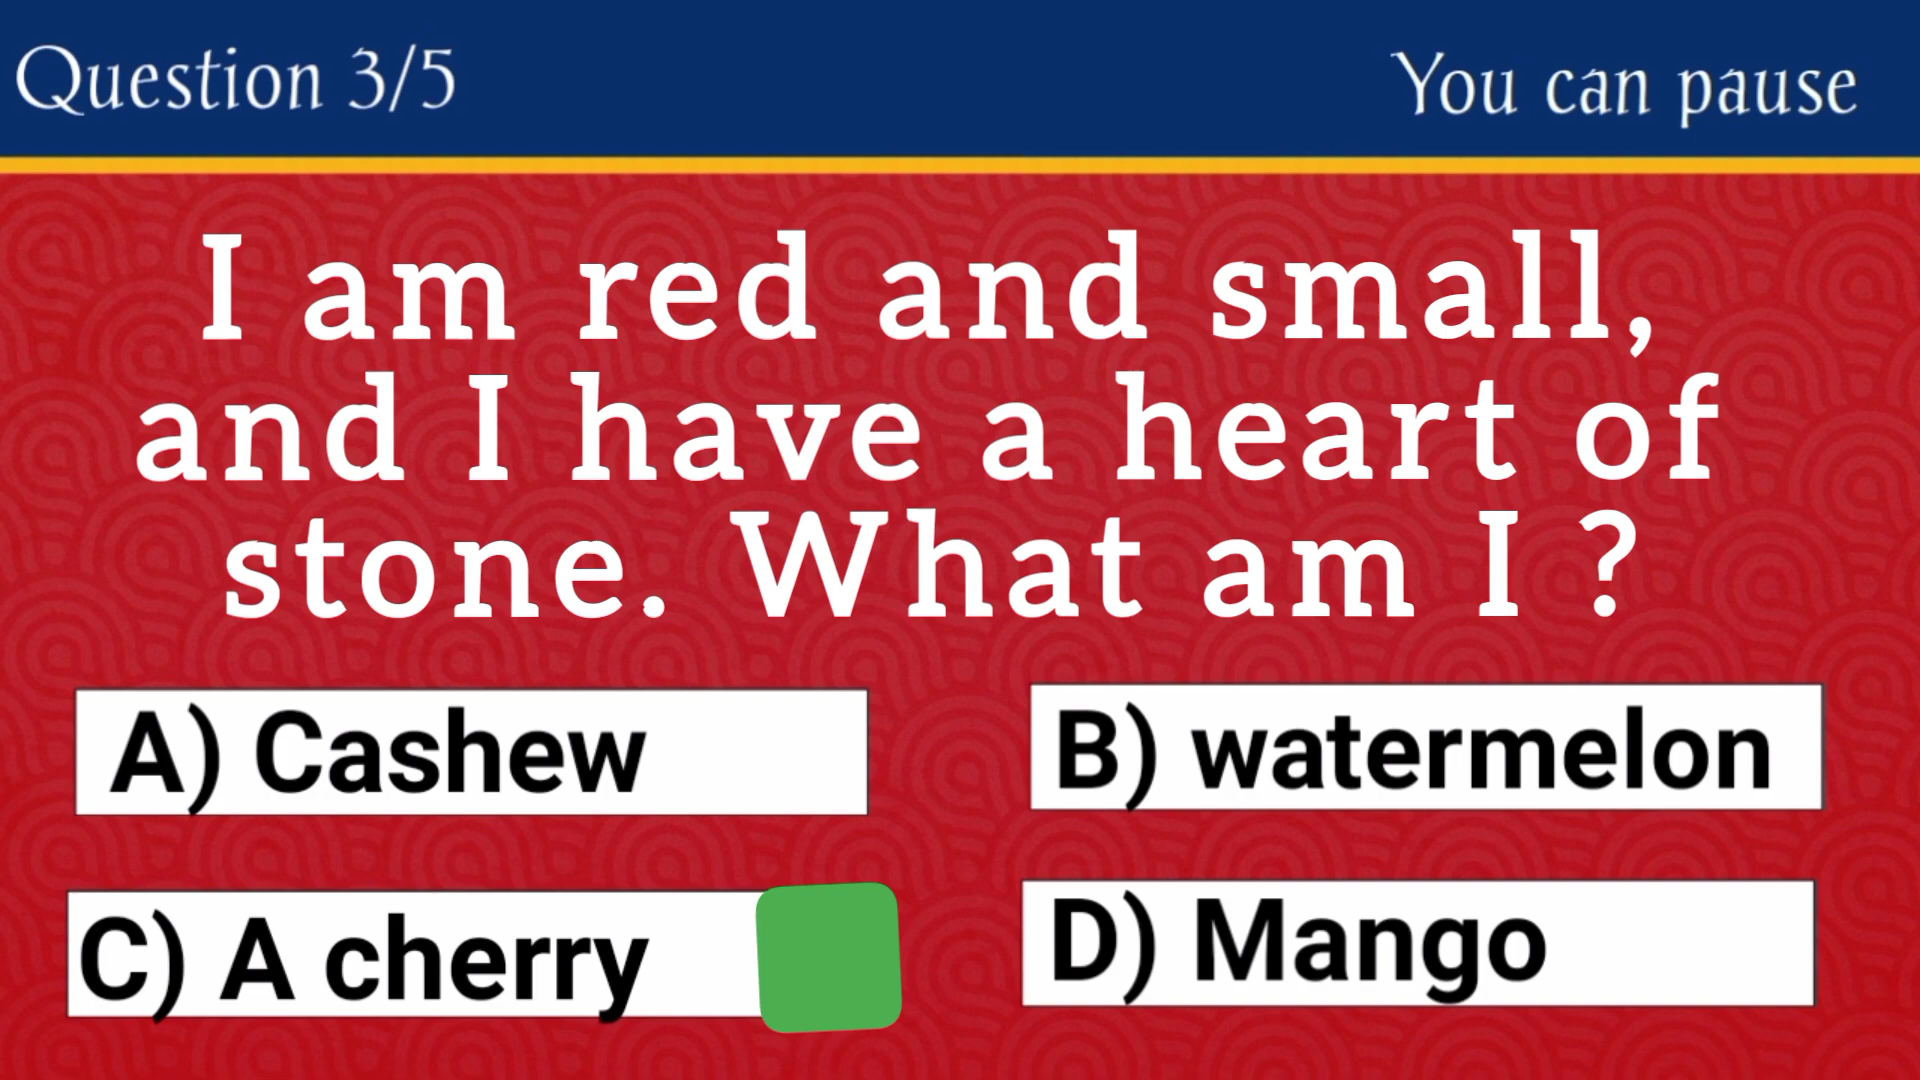 Question 3/5
You can pause
I am red and small,
and I have a heart of
stone. What am I ?
A) Cashew
B) watermelon
C) A cherry
D) Mango